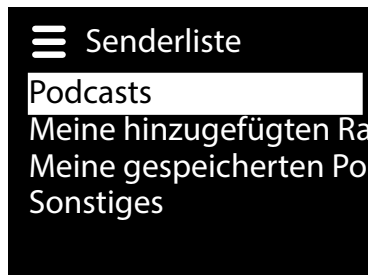 Senderliste
Podcasts
Meine hinzugefügten Ra
Meine gespeicherten Po
Sonstiges